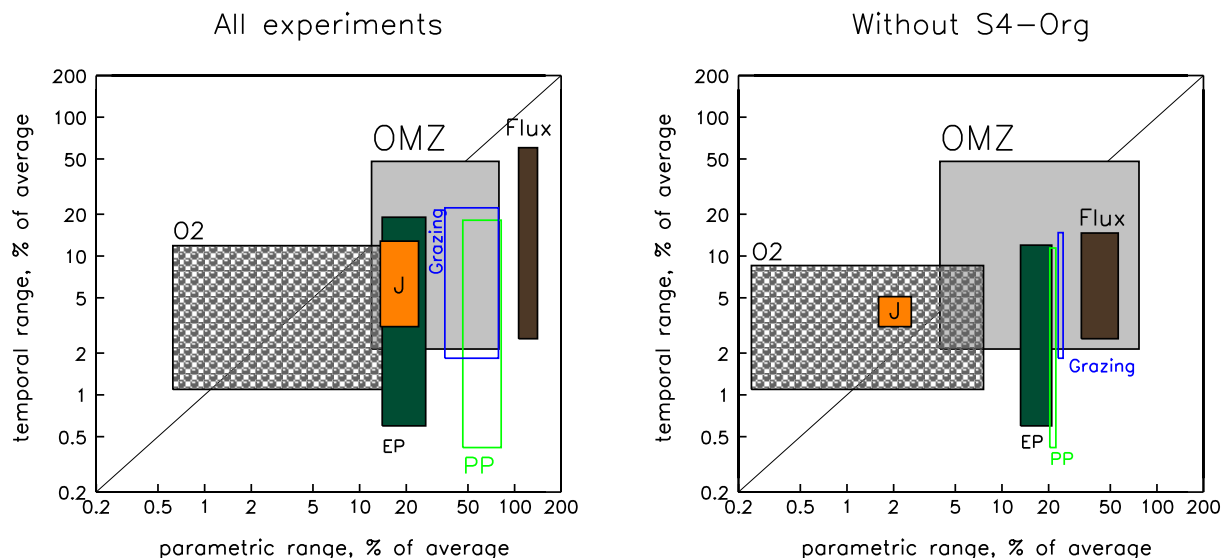 All experiments
temporal range, % of average
200
100
50
20
10
5
2
1
0.5
0.2
OMZ
Flux
O2
Grazing
J
EP
PP
0.2
0.5
1
2
5
10
20
50
100
200
parametric range, % of average
Without S4-Org
temporal range, % of average
200
100
50
20
10
5
2
1
0.5
0.2
OMZ
Flux
O2
J
Grazing
EP
PP
0.2
0.5
1
2
5
10
20
50
100
200
parametric range, % of average